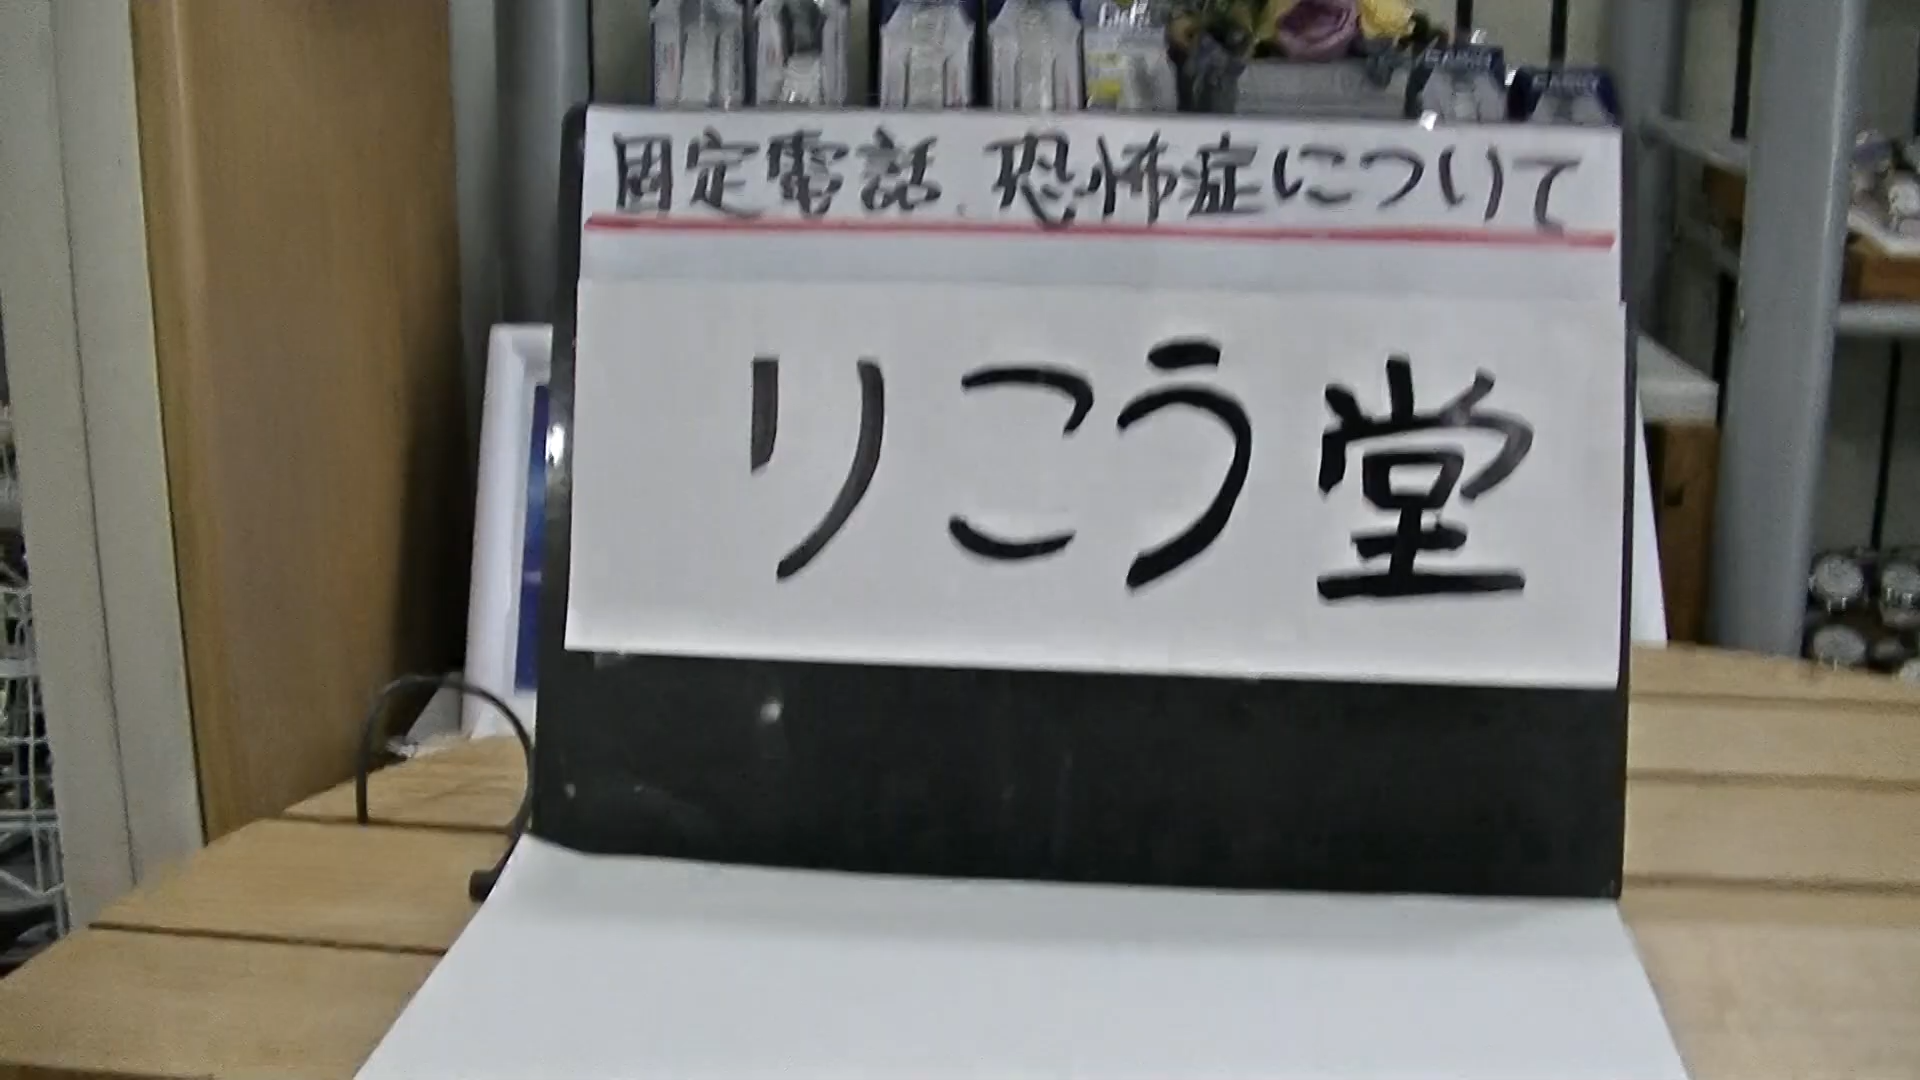 固定電話 恐怖症について
りこう堂